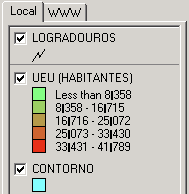 Local WWW
LOGRADOUROS
UEU (HABITANTES)
Less than 8|358
8|358 - 16|715
16|716 - 25|072
25|073 - 33|430
33|431 - 41|789
CONTORNO